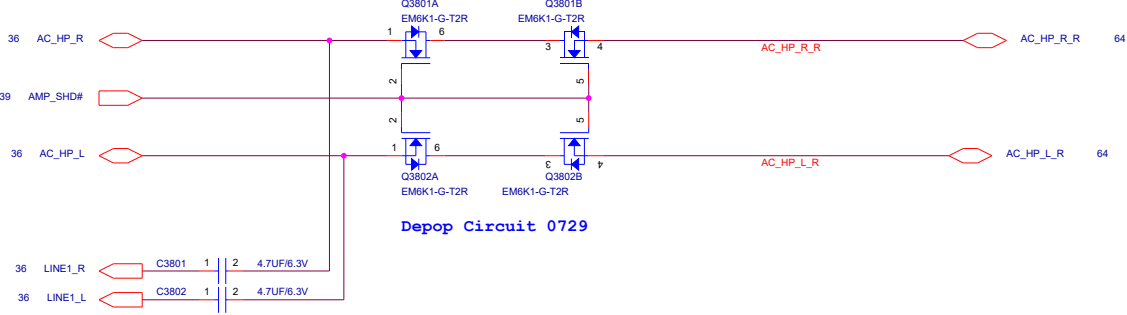 Q3801A
Q3801B
EM6K1-G-T2R
EM6K1-G-T2R
36 AC_HP_R
1 6
3 4
AC_HP_R_R
AC_HP_R_R 64
2
5
39 AMP_SHD#
2
5
36 AC_HP_L
1 6
3 4
AC_HP_L_R
AC_HP_L_R 64
Q3802A
Q3802B
EM6K1-G-T2R
EM6K1-G-T2R
Depop Circuit 0729
36 LINE1_R C3801 1 2 4.7UF/6.3V
36 LINE1_L C3802 1 2 4.7UF/6.3V